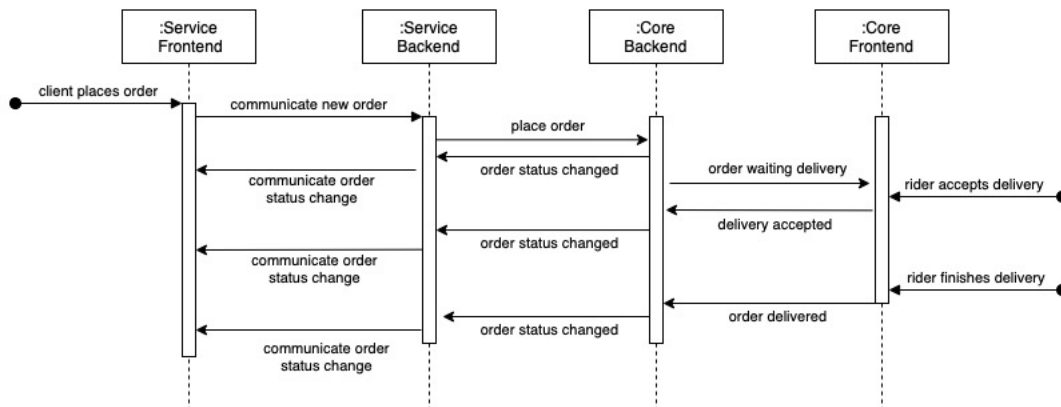 :Service
Frontend
:Service
Backend
:Core
Backend
:Core
Frontend
client places order
communicate new order
place order
order status changed
communicate order
status change
order waiting delivery
rider accepts delivery
delivery accepted
order status changed
communicate order
status change
rider finishes delivery
order delivered
order status changed
communicate order
status change